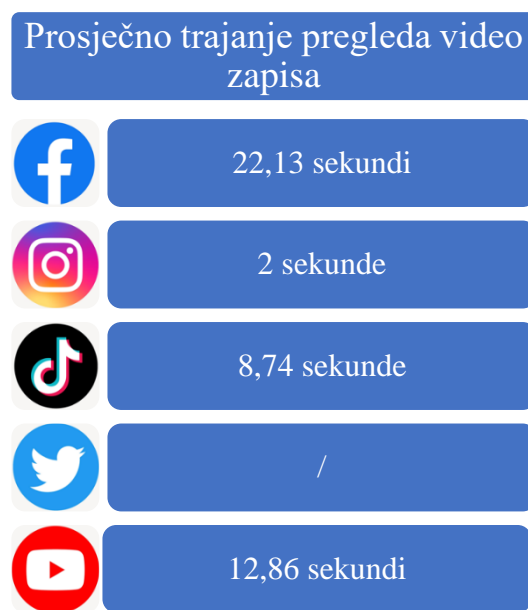 Prosječno trajanje pregleda video
zapisa
22,13 sekundi
2 sekunde
8,74 sekunde
/
12,86 sekundi